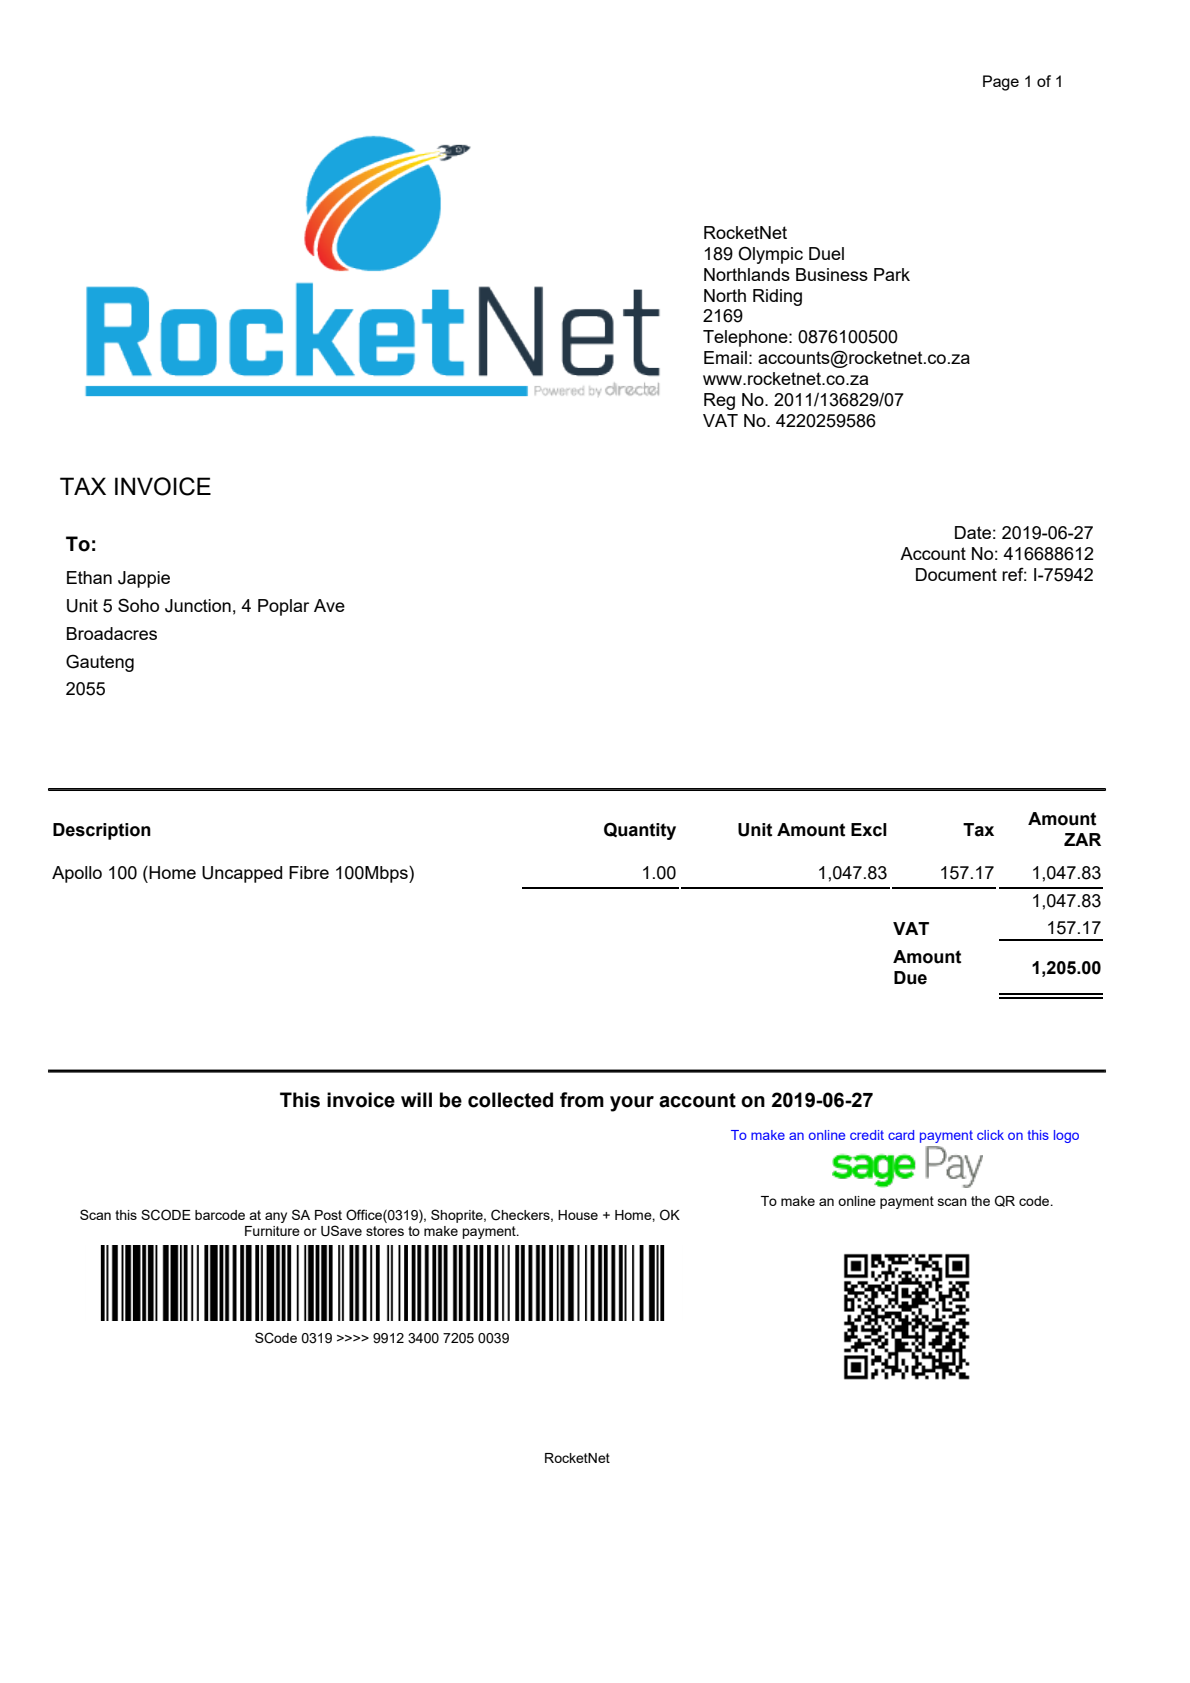 Page 1 of 1
RocketNet
Powered by directel
RocketNet
189 Olympic Duel
Northlands Business Park
North Riding
2169
Telephone: 0876100500
Email: accounts@rocketnet.co.za
www.rocketnet.co.za
Reg No. 2011/136829/07
VAT No. 4220259586
TAX INVOICE
To:
Ethan Jappie
Unit 5 Soho Junction, 4 Poplar Ave
Broadacres
Gauteng
2055
Date: 2019-06-27
Account No: 416688612
Document ref: I-75942
Description Quantity Unit Amount Excl Tax Amount ZAR
Apollo 100 (Home Uncapped Fibre 100Mbps) 1.00 1,047.83 157.17 1,047.83
1,047.83
VAT 157.17
Amount Due 1,205.00
This invoice will be collected from your account on 2019-06-27
To make an online credit card payment click on this logo
sage Pay
To make an online payment scan the QR code.
Scan this SCODE barcode at any SA Post Office(0319), Shoprite, Checkers, House + Home, OK
Furniture or USave stores to make payment.
SCode 0319 >>>> 9912 3400 7205 0039
RocketNet